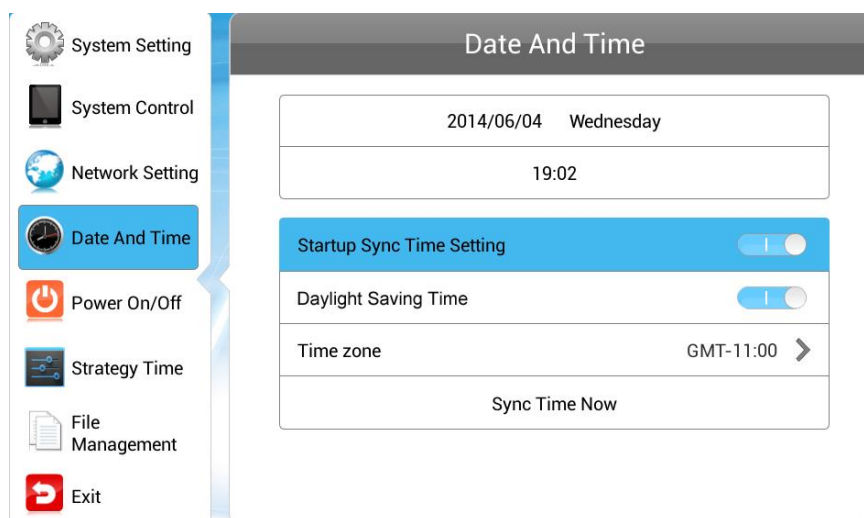 System Setting
System Control
Network Setting
Date And Time
Power On/Off
Strategy Time
File
Management
Exit
Date And Time
2014/06/04 Wednesday
19:02
Startup Sync Time Setting
Daylight Saving Time
Time zone GMT-11:00
Sync Time Now